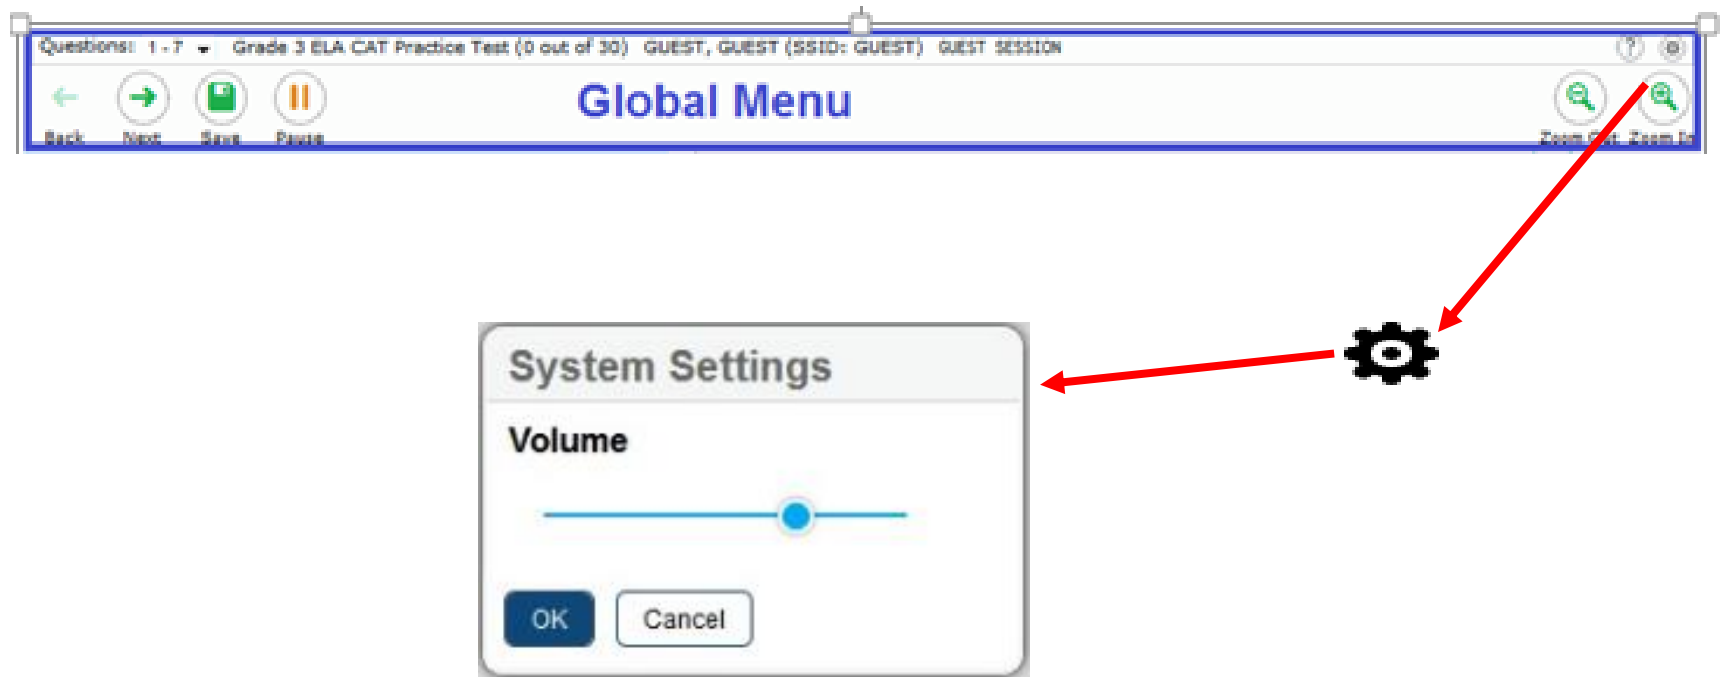 Questions: 1 - 7 Grade 3 ELA CAT Practice Test (0 out of 30) GUEST, GUEST (SSID: GUEST) GUEST SESSION ?
Global Menu
Back Next Save Pause Zoom Out Zoom In
System Settings
Volume
OK Cancel